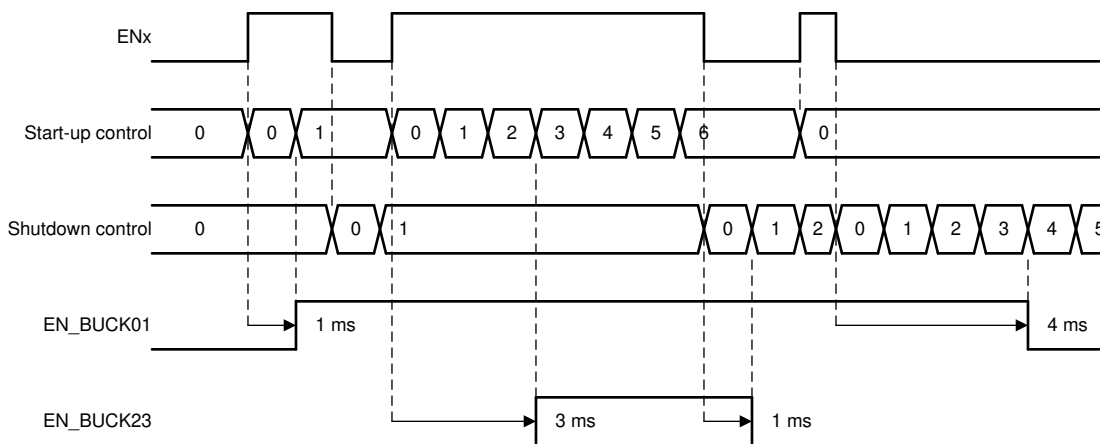 ENx
Start-up control 0 0 1 0 1 2 3 4 5 6 0
Shutdown control 0 0 1 0 1 2 0 1 2 3 4 5
EN_BUCK01 1 ms 4 ms
EN_BUCK23 3 ms 1 ms